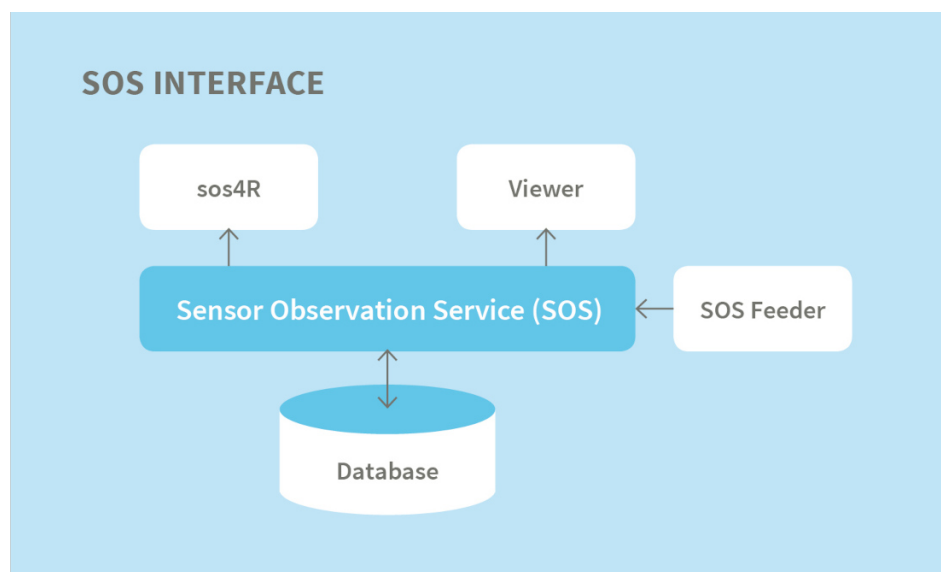 SOS INTERFACE
sos4R
Viewer
Sensor Observation Service (SOS)
SOS Feeder
Database